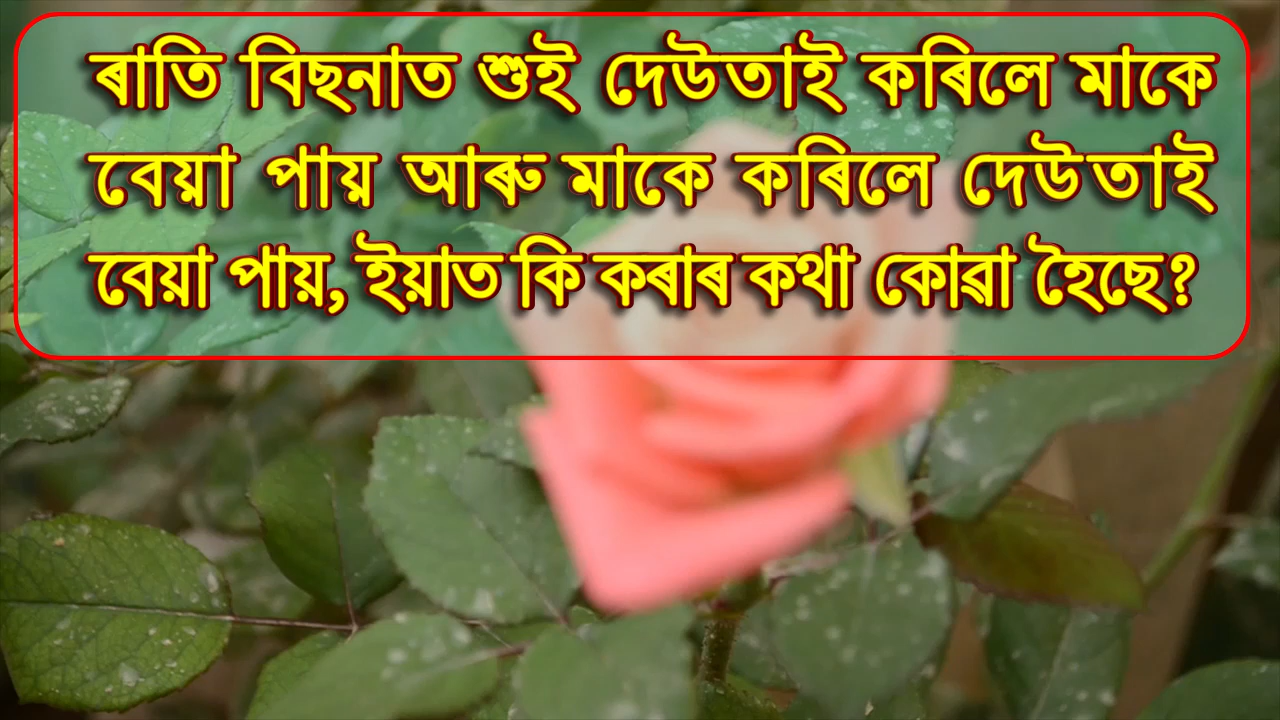 ৰাতি বিছনাত শুই দেউতাই কৰিলে মাকে
বেয়া পায় আৰু মাকে কৰিলে দেউতাই
বেয়া পায়, ইয়াত কি কৰাৰ কথা কোৱা হৈছে?